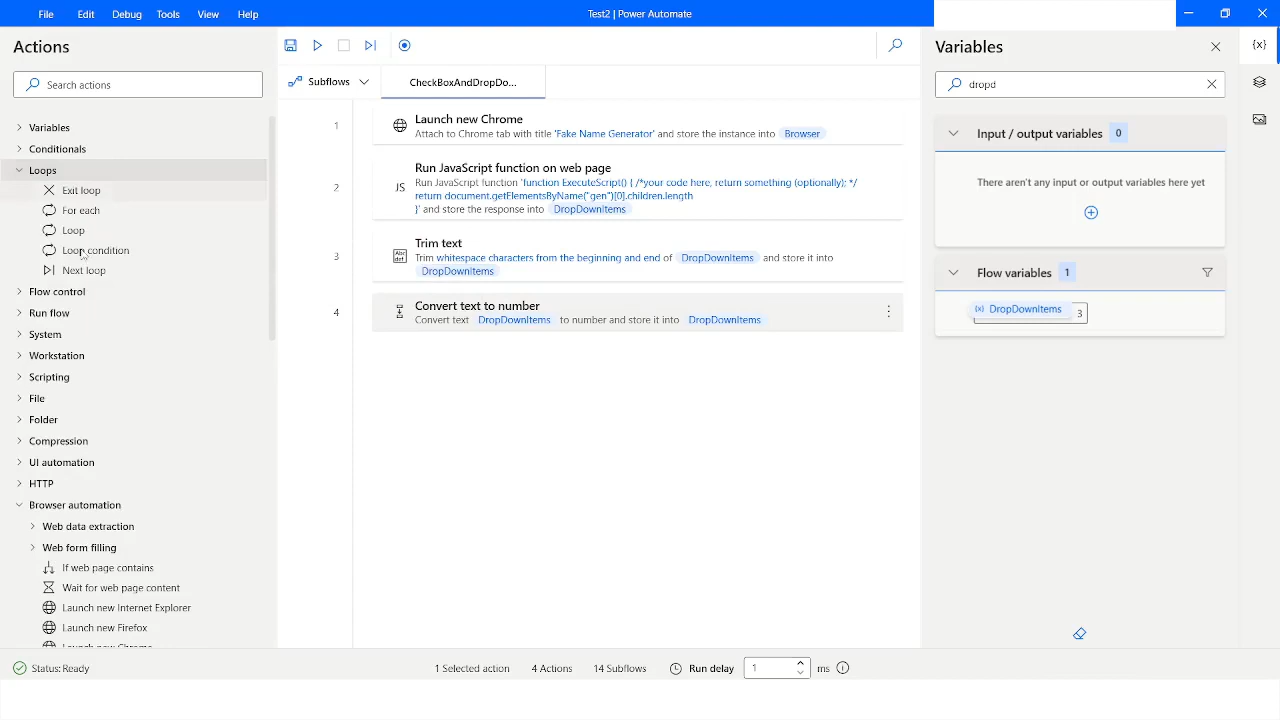 File Edit Debug Tools View Help
Test2 | Power Automate
Actions
Search actions
Variables
Conditionals
Loops
Exit loop
For each
Loop
Loop condition
Next loop
Flow control
Run flow
System
Workstation
Scripting
File
Folder
Compression
UI automation
HTTP
Browser automation
Web data extraction
Web form filling
If web page contains
Wait for web page content
Launch new Internet Explorer
Launch new Firefox
Launch new Chrome
Subflows
CheckBoxAndDropDo...
1
Launch new Chrome
Attach to Chrome tab with title 'Fake Name Generator' and store the instance into Browser
2
JS
Run JavaScript function on web page
Run JavaScript function 'function ExecuteScript() { /*your code here, return something (optionally); */
return document.getElementsByName("gen")[0].children.length
}' and store the response into DropDownItems
3
Abc
def
Trim text
Trim whitespace characters from the beginning and end of DropDownItems and store it into
DropDownItems
4
Convert text to number
Convert text DropDownItems to number and store it into DropDownItems
Variables
{x}
dropd
Input / output variables 0
There aren't any input or output variables here yet
Flow variables 1
(x) DropDownItems 3
Status: Ready
1 Selected action
4 Actions
14 Subflows
Run delay 1 ms